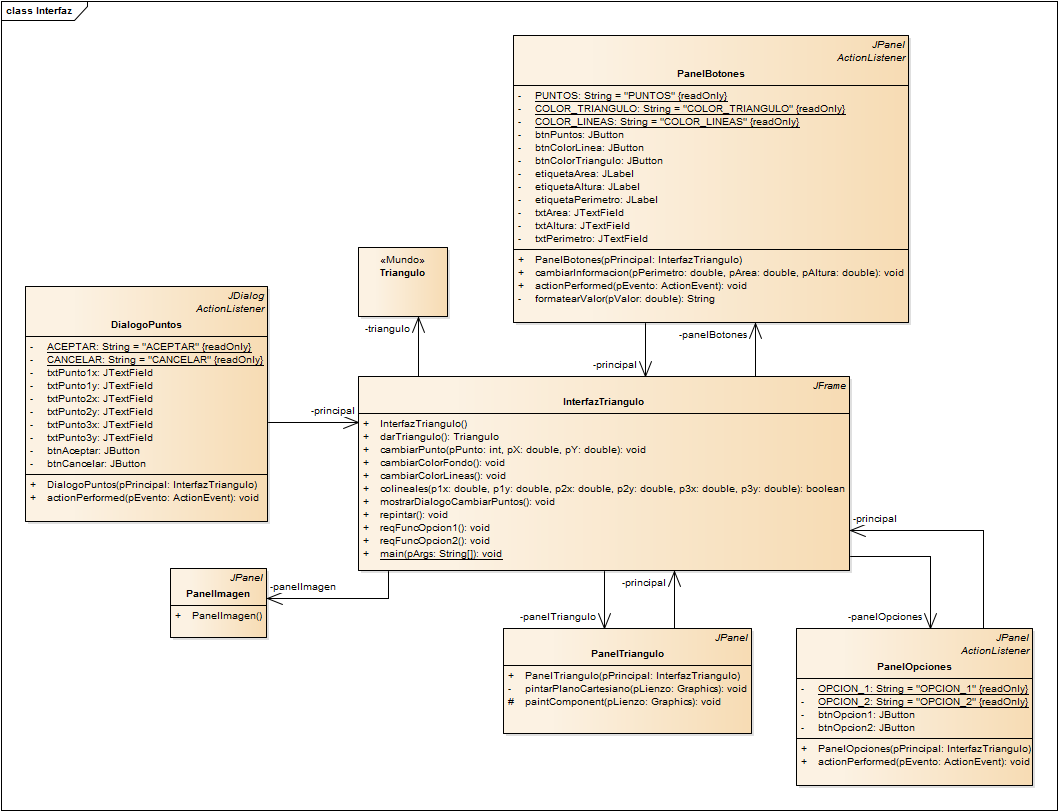 class Interfaz
JPanel
ActionListener
PanelBotones
- PUNTOS: String = "PUNTOS" {readOnly}
- COLOR_TRIANGULO: String = "COLOR_TRIANGULO" {readOnly}
- COLOR_LINEAS: String = "COLOR_LINEAS" {readOnly}
- btnPuntos: JButton
- btnColorLinea: JButton
- btnColorTriangulo: JButton
- etiquetaArea: JLabel
- etiquetaAltura: JLabel
- etiquetaPerimetro: JLabel
- txtArea: JTextField
- txtAltura: JTextField
- txtPerimetro: JTextField
+ PanelBotones(pPrincipal: InterfazTriangulo)
+ cambiarInformacion(pPerimetro: double, pArea: double, pAltura: double): void
+ actionPerformed(pEvento: ActionEvent): void
- formatearValor(pValor: double): String
«Mundo»
Triangulo
-triangulo
-principal
-panelBotones
JDialog
ActionListener
DialogoPuntos
- ACEPTAR: String = "ACEPTAR" {readOnly}
- CANCELAR: String = "CANCELAR" {readOnly}
- txtPunto1x: JTextField
- txtPunto1y: JTextField
- txtPunto2x: JTextField
- txtPunto2y: JTextField
- txtPunto3x: JTextField
- txtPunto3y: JTextField
- btnAceptar: JButton
- btnCancelar: JButton
+ DialogoPuntos(pPrincipal: InterfazTriangulo)
+ actionPerformed(pEvento: ActionEvent): void
-principal
JFrame
InterfazTriangulo
+ InterfazTriangulo()
+ darTriangulo(): Triangulo
+ cambiarPunto(pPunto: int, pX: double, pY: double): void
+ cambiarColorFondo(): void
+ cambiarColorLineas(): void
+ colineales(p1x: double, p1y: double, p2x: double, p2y: double, p3x: double, p3y: double): boolean
+ mostrarDialogoCambiarPuntos(): void
+ repintar(): void
+ reqFuncOpcion1(): void
+ reqFuncOpcion2(): void
+ main(pArgs: String[]): void
-principal
-panelImagen
-principal
-panelTriangulo
-panelOpciones
JPanel
PanelImagen
+ PanelImagen()
JPanel
PanelTriangulo
+ PanelTriangulo(pPrincipal: InterfazTriangulo)
- pintarPlanoCartesiano(pLienzo: Graphics): void
# paintComponent(pLienzo: Graphics): void
JPanel
ActionListener
PanelOpciones
- OPCION_1: String = "OPCION_1" {readOnly}
- OPCION_2: String = "OPCION_2" {readOnly}
- btnOpcion1: JButton
- btnOpcion2: JButton
+ PanelOpciones(pPrincipal: InterfazTriangulo)
+ actionPerformed(pEvento: ActionEvent): void